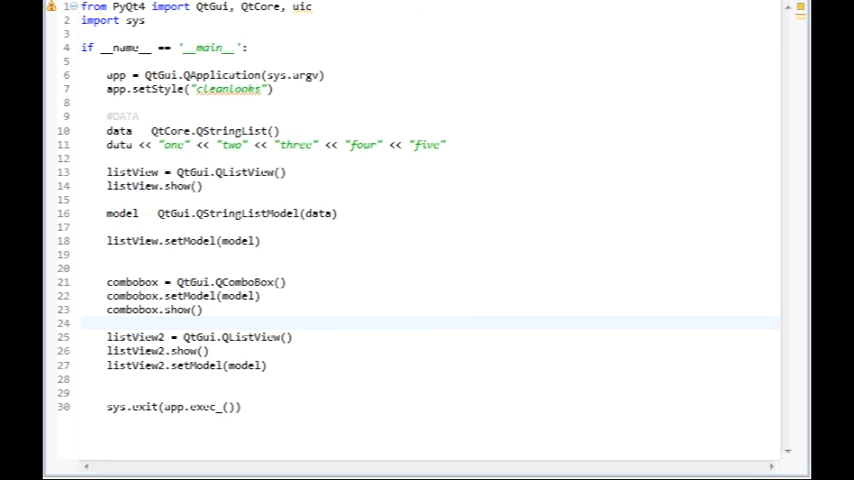 1 from PyQt4 import QtGui, QtCore, uic
2 import sys
3
4 if __name__ == '__main__':
5
6 app = QtGui.QApplication(sys.argv)
7 app.setStyle("cleanlooks")
8
9 #DATA
10 data = QtCore.QStringList()
11 data << "one" << "two" << "three" << "four" << "five"
12
13 listView = QtGui.QListView()
14 listView.show()
15
16 model = QtGui.QStringListModel(data)
17
18 listView.setModel(model)
19
20
21 combobox = QtGui.QComboBox()
22 combobox.setModel(model)
23 combobox.show()
24
25 listView2 = QtGui.QListView()
26 listView2.show()
27 listView2.setModel(model)
28
29
30 sys.exit(app.exec_())